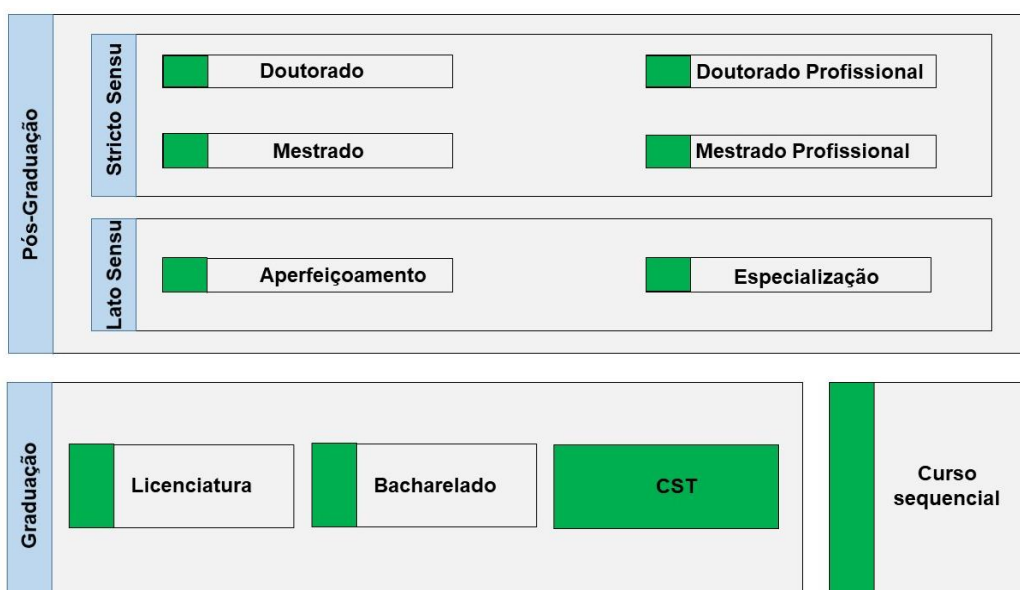 Pós-Graduação
Stricto Sensu
Doutorado
Doutorado Profissional
Mestrado
Mestrado Profissional
Lato Sensu
Aperfeiçoamento
Especialização
Graduação
Licenciatura
Bacharelado
CST
Curso
sequencial